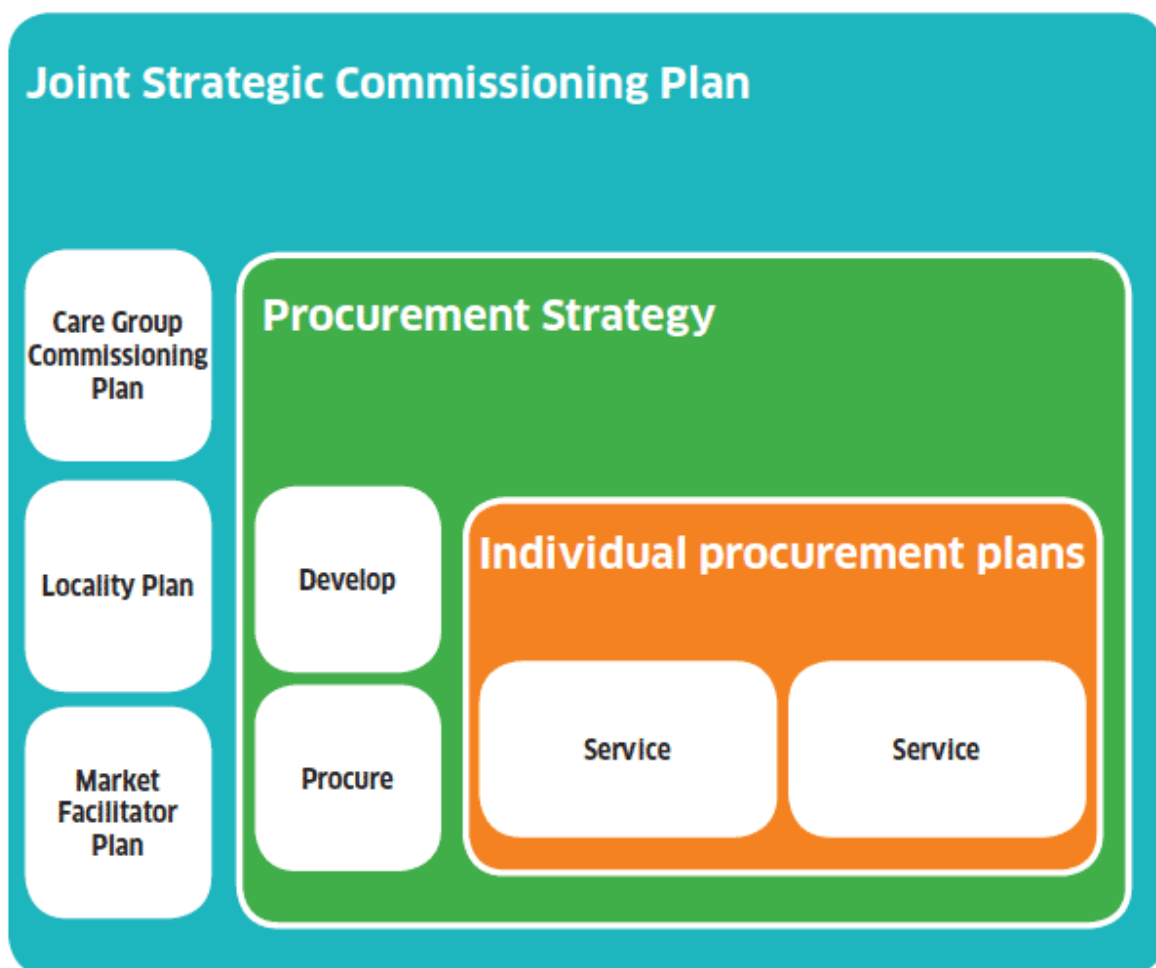 Joint Strategic Commissioning Plan
Care Group
Commissioning
Plan
Locality Plan
Market
Facilitator
Plan
Procurement Strategy
Develop
Procure
Individual procurement plans
Service
Service